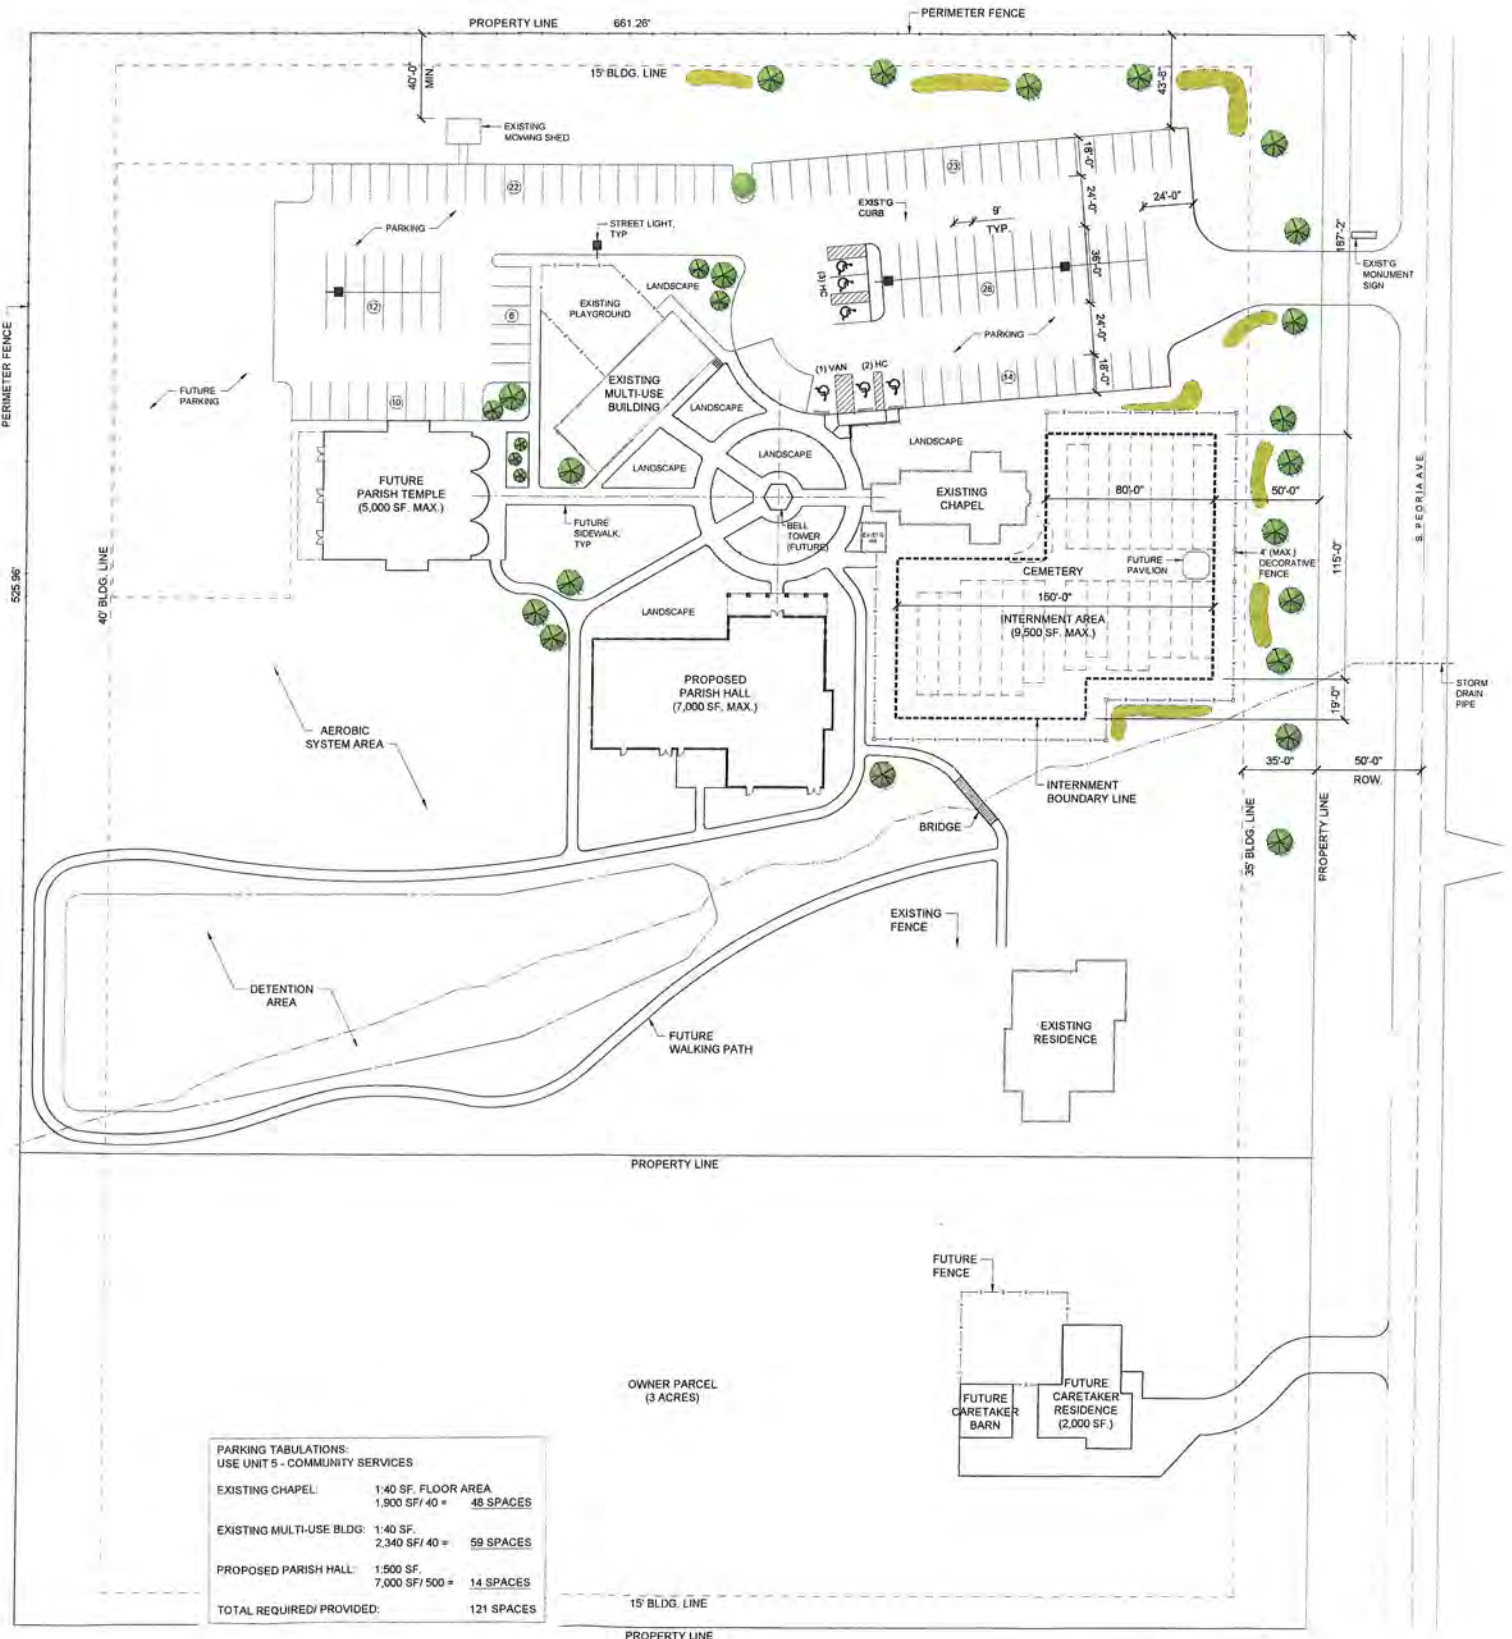 PROPERTY LINE
661.26'
PERIMETER FENCE
15' BLDG. LINE
40'-0"
MIN.
43'-8"
EXISTING
MOWING SHED
22
23
18'-0"
24'-0"
24'-0"
187'-2"
EXIST'G
CURB
9'
TYP.
PARKING
STREET LIGHT,
TYP
36'-0"
EXIST'G
MONUMENT
SIGN
EXISTING
PLAYGROUND
LANDSCAPE
(3) HC
12
6
PARKING
24'-0"
PERIMETER FENCE
FUTURE
PARKING
EXISTING
MULTI-USE
BUILDING
(1) VAN
(2) HC
14
18'-0"
10
LANDSCAPE
LANDSCAPE
LANDSCAPE
LANDSCAPE
FUTURE
PARISH TEMPLE
(5,000 SF. MAX.)
EXISTING
CHAPEL
80'-0"
50'-0"
S. PEORIA AVE.
FUTURE
SIDEWALK,
TYP
BELL
TOWER
(FUTURE)
CEMETERY
FUTURE
PAVILION
4' (MAX.)
DECORATIVE
FENCE
115'-0"
525.96'
40' BLDG. LINE
LANDSCAPE
150'-0"
INTERNMENT AREA
(9,500 SF. MAX.)
PROPOSED
PARISH HALL
(7,000 SF. MAX.)
STORM
DRAIN
PIPE
19'-0"
AEROBIC
SYSTEM AREA
INTERNMENT
BOUNDARY LINE
35'-0"
50'-0"
ROW.
BRIDGE
35' BLDG. LINE
PROPERTY LINE
EXISTING
FENCE
DETENTION
AREA
FUTURE
WALKING PATH
EXISTING
RESIDENCE
PROPERTY LINE
FUTURE
FENCE
OWNER PARCEL
(3 ACRES)
FUTURE
CARETAKER
BARN
FUTURE
CARETAKER
RESIDENCE
(2,000 SF.)
PARKING TABULATIONS:
USE UNIT 5 - COMMUNITY SERVICES
EXISTING CHAPEL: 1:40 SF. FLOOR AREA
1,900 SF/ 40 = 48 SPACES
EXISTING MULTI-USE BLDG: 1:40 SF.
2,340 SF/ 40 = 59 SPACES
PROPOSED PARISH HALL: 1:500 SF.
7,000 SF/ 500 = 14 SPACES
TOTAL REQUIRED/ PROVIDED: 121 SPACES
15' BLDG. LINE
PROPERTY LINE